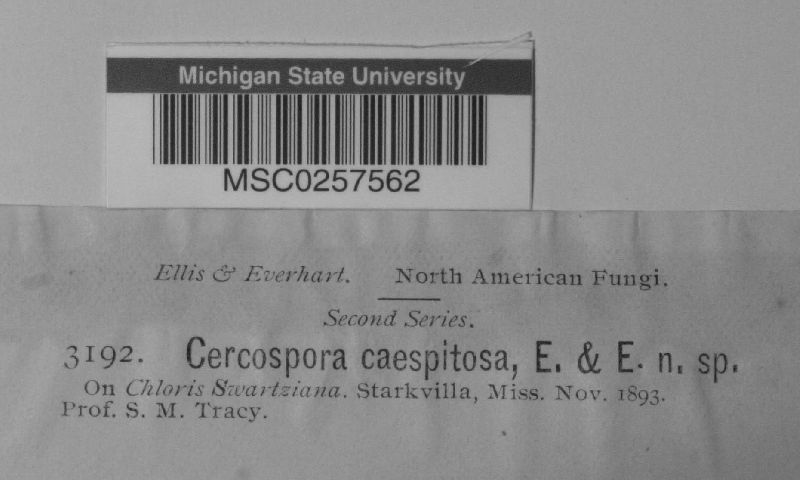 Michigan State University
MSC0257562
Ellis & Everhart. North American Fungi.
Second Series.
3192. Cercospora caespitosa, E. & E. n. sp.
On Chloris Swartziana. Starkvilla, Miss. Nov. 1893.
Prof. S. M. Tracy.